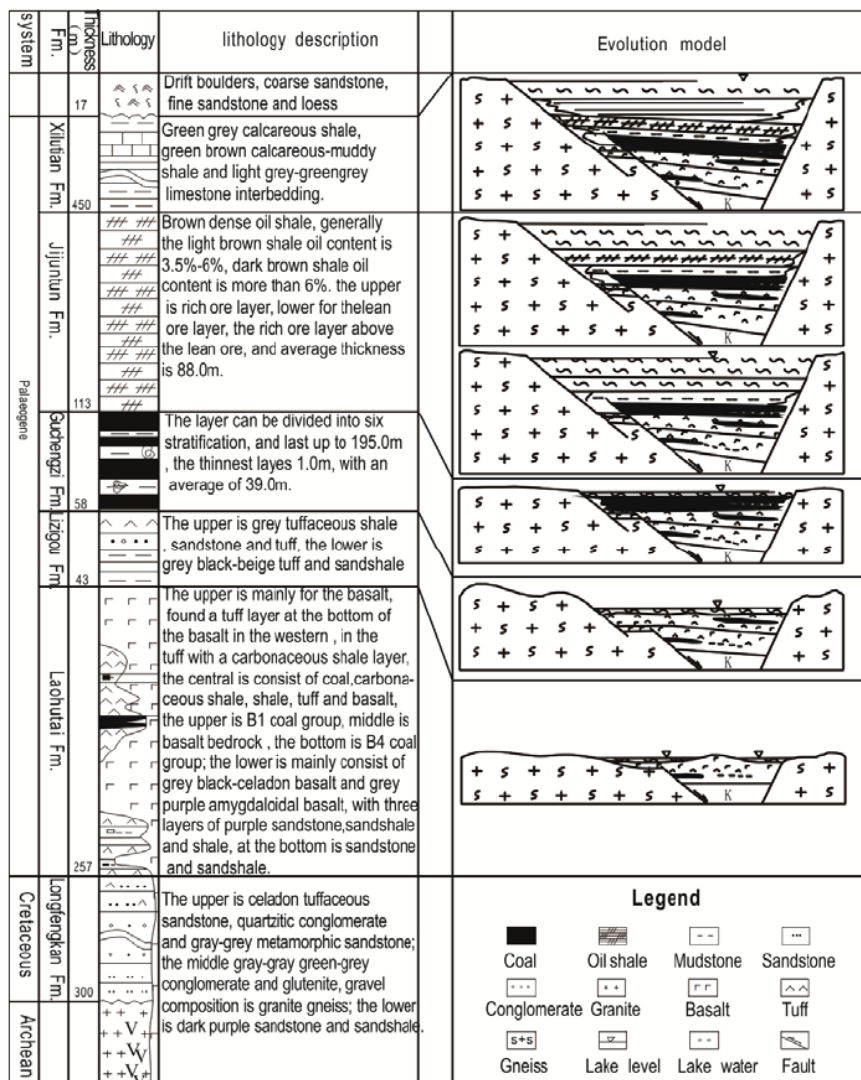 system
Fm.
Thickness
(m)
Lithology
lithology description
Evolution model
17
Drift boulders, coarse sandstone,
fine sandstone and loess
Palaeogene
Xilutian Fm.
450
Green grey calcareous shale,
green brown calcareous-muddy
shale and light grey-greengrey
limestone interbedding.
Jijuntun Fm.
113
Brown dense oil shale, generally
the light brown shale oil content is
3.5%-6%, dark brown shale oil
content is more than 6%. the upper
is rich ore layer, lower for thelean
ore layer, the rich ore layer above
the lean ore, and average thickness
is 88.0m.
Guchengzi Fm.
58
The layer can be divided into six
stratification, and last up to 195.0m
, the thinnest layes 1.0m, with an
average of 39.0m.
Lizigou Fm.
43
The upper is grey tuffaceous shale
, sandstone and tuff, the lower is
grey black-beige tuff and sandshale
Laohutai Fm.
257
The upper is mainly for the basalt,
found a tuff layer at the bottom of
the basalt in the western , in the
tuff with a carbonaceous shale layer,
the central is consist of coal,carbona-
ceous shale, shale, tuff and basalt,
the upper is B1 coal group, middle is
basalt bedrock , the bottom is B4 coal
group; the lower is mainly consist of
grey black-celadon basalt and grey
purple amygdaloidal basalt, with three
layers of purple sandstone,sandshale
and shale, at the bottom is sandstone
and sandshale.
Cretaceous
Longfengkan Fm.
300
The upper is celadon tuffaceous
sandstone, quartzitic conglomerate
and gray-grey metamorphic sandstone;
the middle gray-gray green-grey
conglomerate and glutenite, gravel
composition is granite gneiss; the lower
is dark purple sandstone and sandshale.
Archean
K
K
K
K
K
K
Legend
Coal
Oil shale
Mudstone
Sandstone
Conglomerate
Granite
Basalt
Tuff
s+s
Gneiss
Lake level
Lake water
Fault